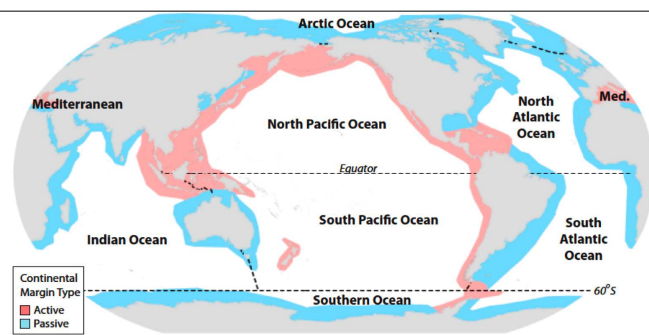 Arctic Ocean
Mediterranean
Med.
North
Atlantic
Ocean
North Pacific Ocean
Equator
South Pacific Ocean
Indian Ocean
South
Atlantic
Ocean
Continental
Margin Type
Active
Passive
60°S
Southern Ocean